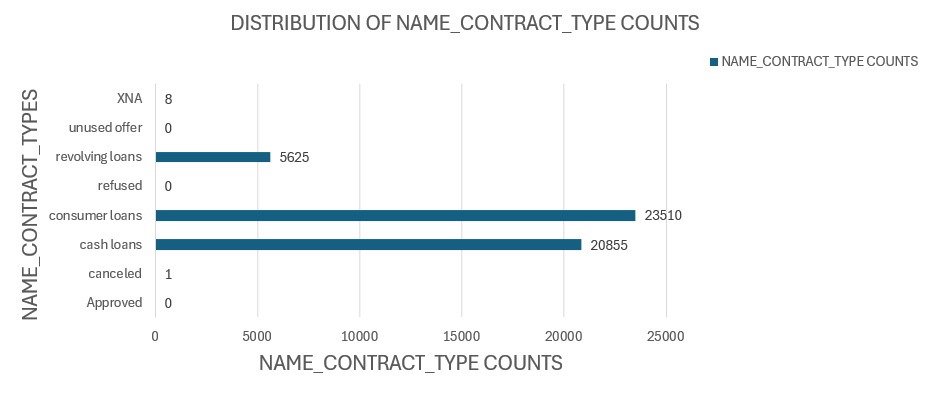 DISTRIBUTION OF NAME_CONTRACT_TYPE COUNTS
NAME_CONTRACT_TYPE COUNTS
NAME_CONTRACT_TYPES
XNA 8
unused offer 0
revolving loans 5625
refused 0
consumer loans 23510
cash loans 20855
canceled 1
Approved 0
0 5000 10000 15000 20000 25000
NAME_CONTRACT_TYPE COUNTS